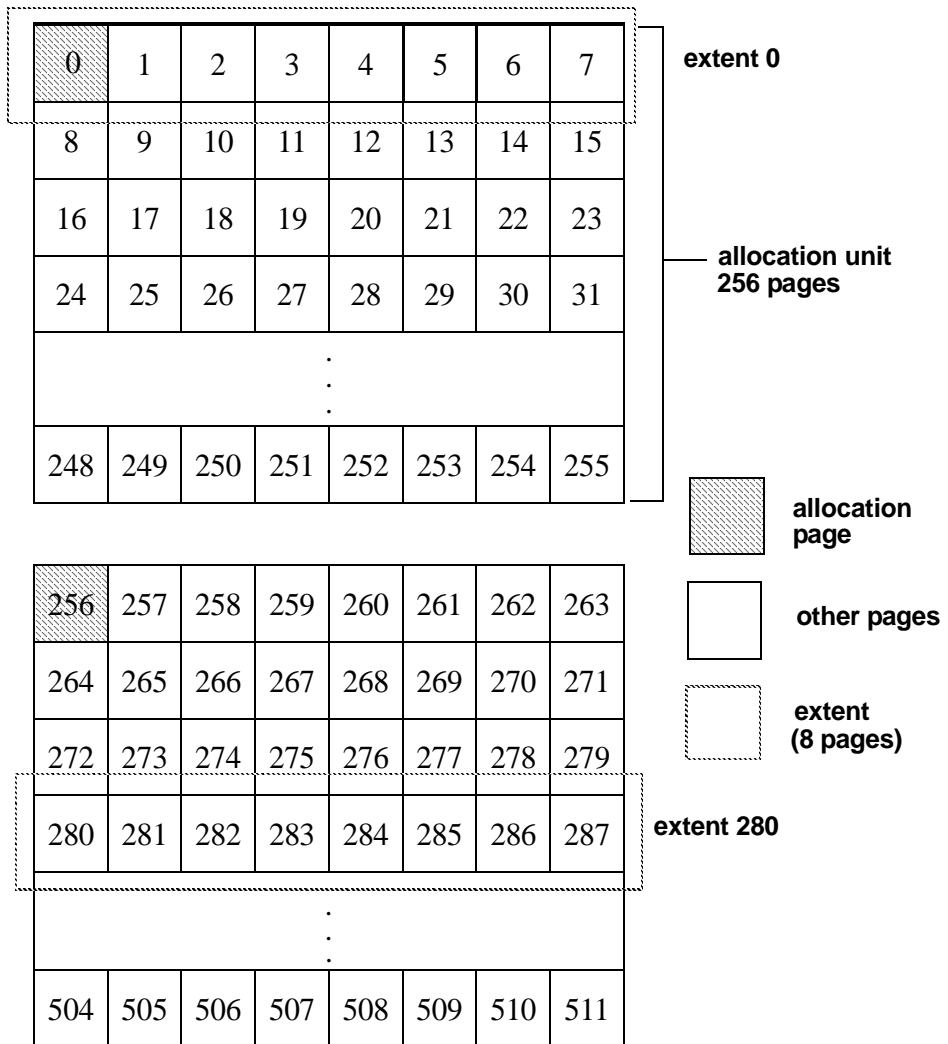 0 1 2 3 4 5 6 7
extent 0
8 9 10 11 12 13 14 15
16 17 18 19 20 21 22 23
allocation unit
256 pages
24 25 26 27 28 29 30 31
.
.
.
248 249 250 251 252 253 254 255
allocation
page
256 257 258 259 260 261 262 263
other pages
264 265 266 267 268 269 270 271
extent
(8 pages)
272 273 274 275 276 277 278 279
280 281 282 283 284 285 286 287
extent 280
.
.
.
504 505 506 507 508 509 510 511